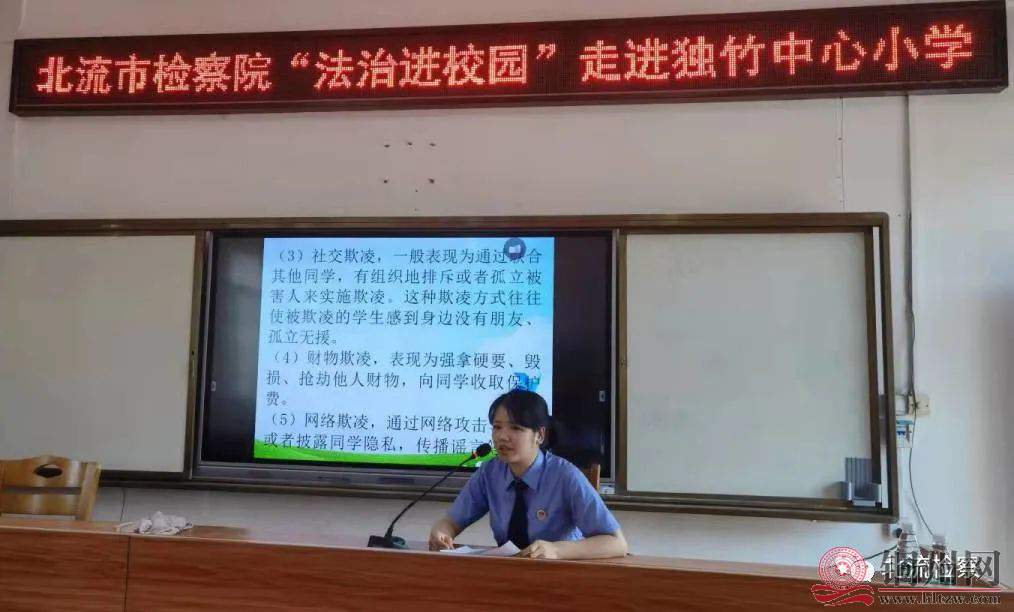 北流市检察院“法治进校园”走进独竹中心小学
（3）社交欺凌，一般表现为通过联合
其他同学，有组织地排斥或者孤立被
害人来实施欺凌。这种欺凌方式往往
使被欺凌的学生感到身边没有朋友、
孤立无援。
（4）财物欺凌，表现为强拿硬要、毁
损、抢劫他人财物，向同学收取保护
费。
（5）网络欺凌，通过网络攻击
或者披露同学隐私，传播谣言
北流检察
www.bltzw.com